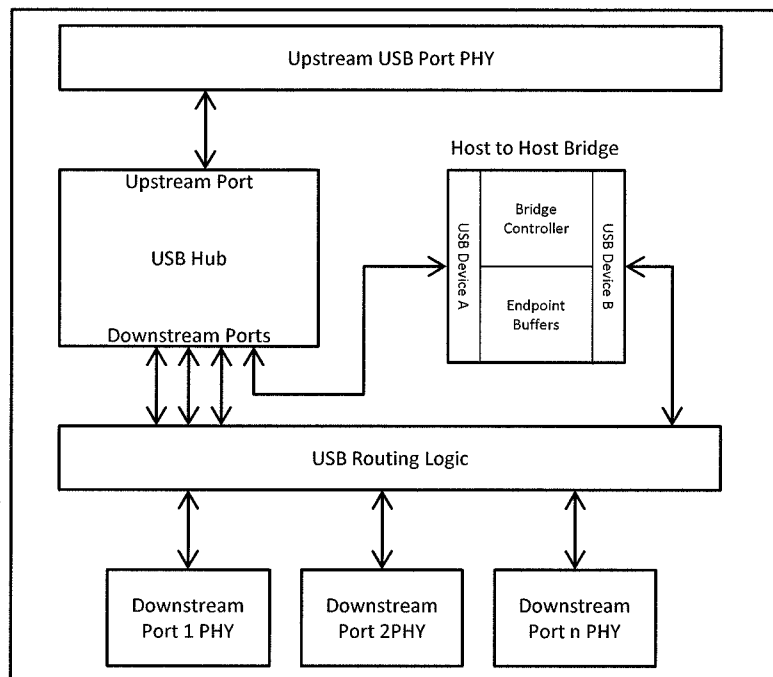 Upstream USB Port PHY
Host to Host Bridge
Upstream Port
USB Hub
Downstream Ports
USB Device A
Bridge
Controller
Endpoint
Buffers
USB Device B
USB Routing Logic
Downstream
Port 1 PHY
Downstream
Port 2PHY
Downstream
Port n PHY